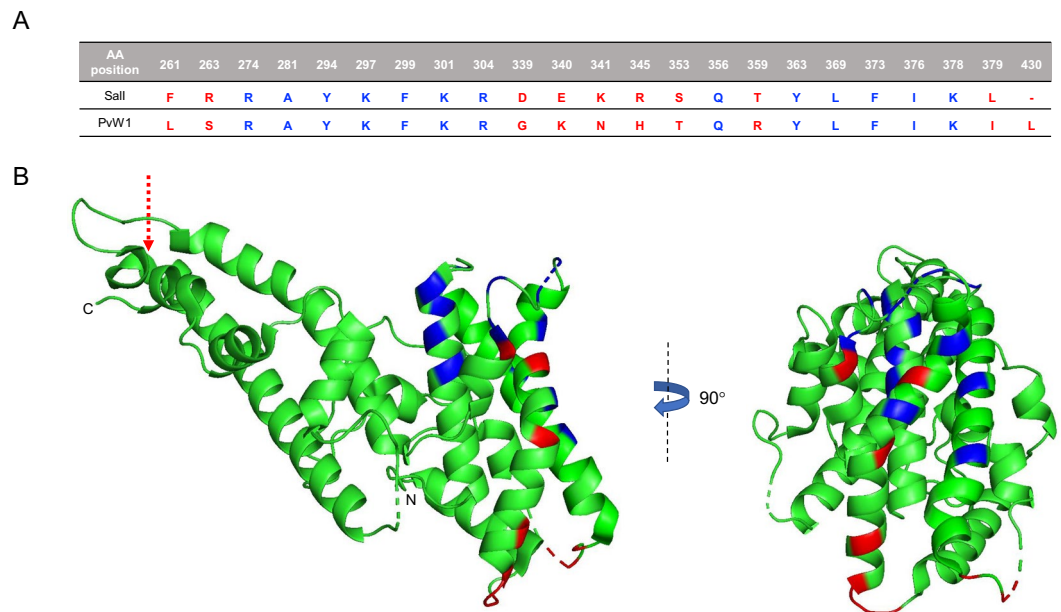 A
AA position 261 263 274 281 294 297 299 301 304 339 340 341 345 353 356 359 363 369 373 376 378 379 430
SalI F R R A Y K F K R D E K R S Q T Y L F I K L -
PvW1 L S R A Y K F K R G K N H T Q R Y L F I K I L
B
C
N
90°